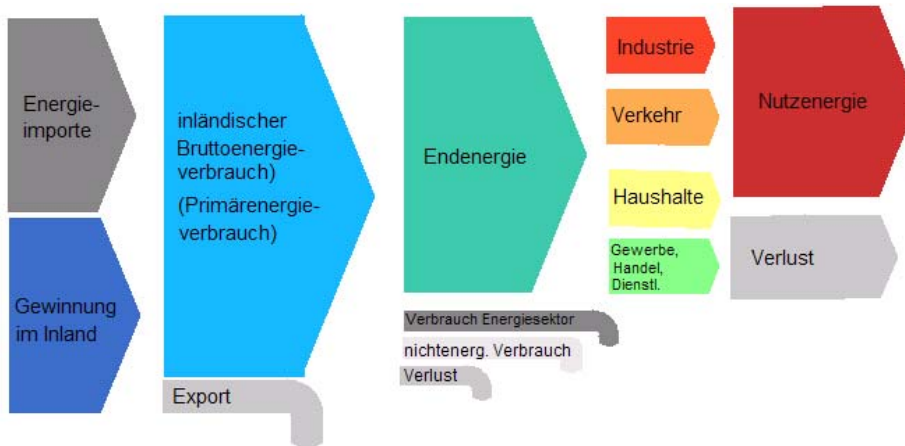 Energie-
importe
Gewinnung
im Inland
inländischer
Bruttoenergie-
verbrauch)
(Primärenergie-
verbrauch)
Export
Endenergie
Verbrauch Energiesektor
nichtenerg. Verbrauch
Verlust
Industrie
Verkehr
Haushalte
Gewerbe,
Handel,
Dienstl.
Nutzenergie
Verlust